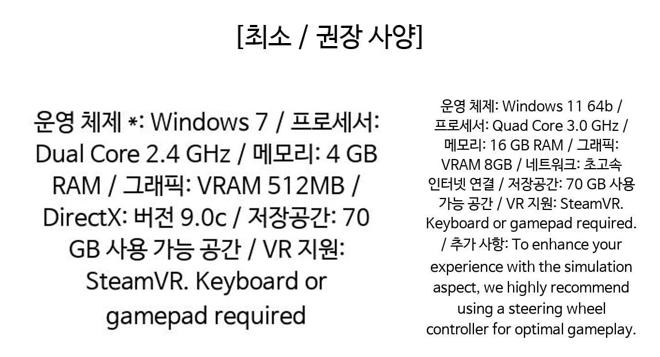 [최소 / 권장 사양]
운영 체제 *: Windows 7 / 프로세서:
Dual Core 2.4 GHz / 메모리: 4 GB
RAM / 그래픽: VRAM 512MB /
DirectX: 버전 9.0c / 저장공간: 70
GB 사용 가능 공간 / VR 지원:
SteamVR. Keyboard or
gamepad required
운영 체제: Windows 11 64b /
프로세서: Quad Core 3.0 GHz /
메모리: 16 GB RAM / 그래픽:
VRAM 8GB / 네트워크: 초고속
인터넷 연결 / 저장공간: 70 GB 사용
가능 공간 / VR 지원: SteamVR.
Keyboard or gamepad required.
/ 추가 사항: To enhance your
experience with the simulation
aspect, we highly recommend
using a steering wheel
controller for optimal gameplay.